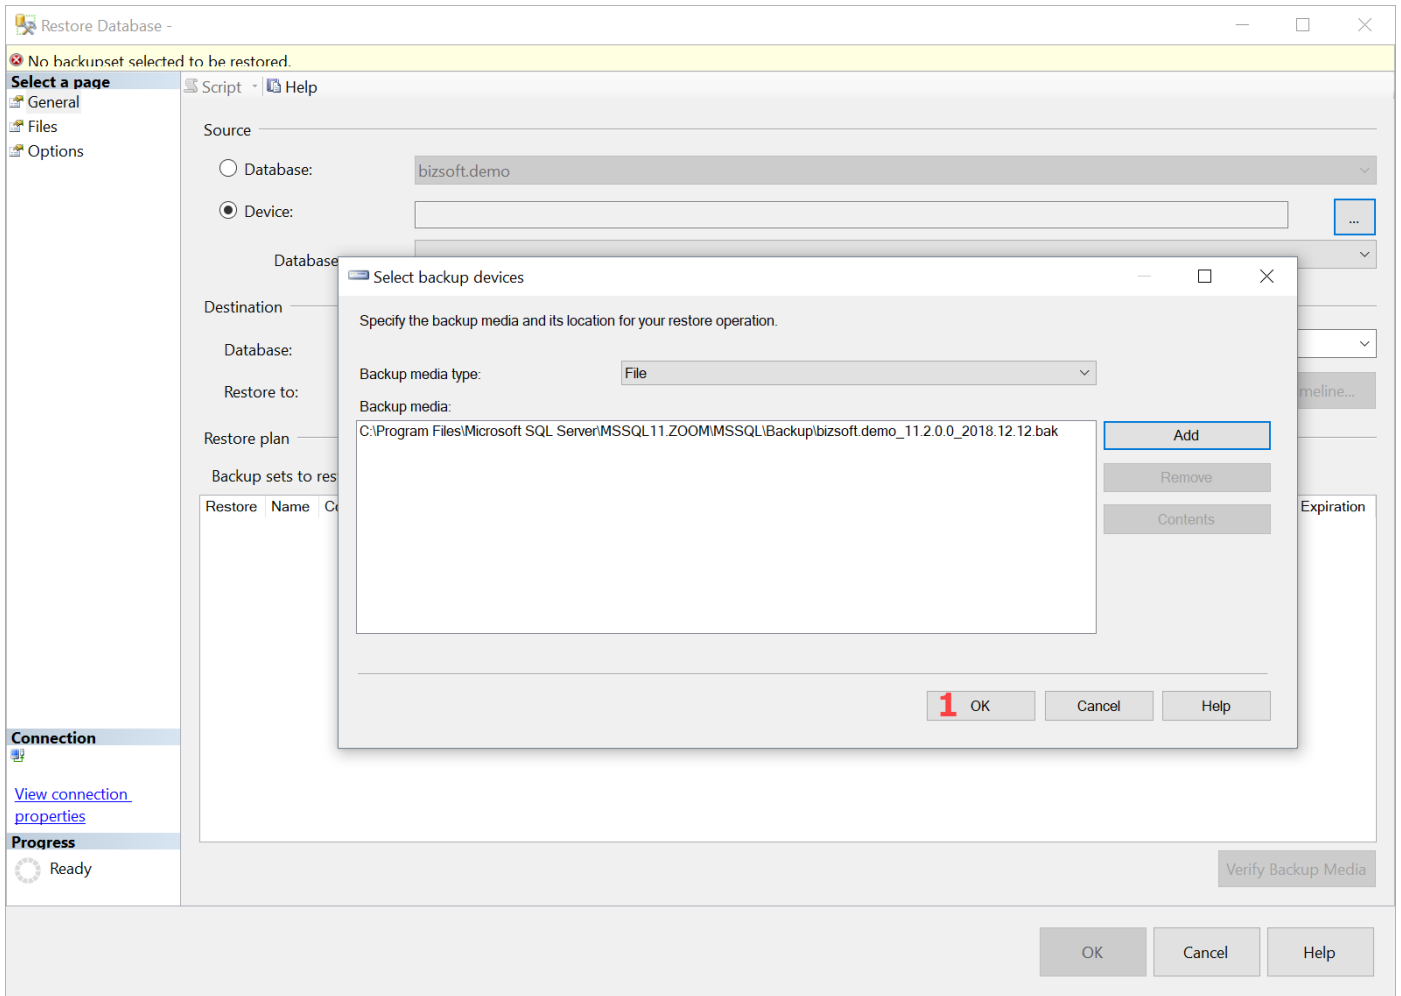 Restore Database -
No backupset selected to be restored.
Select a page
General
Files
Options
Script
Help
Source
Database:
bizsoft.demo
Device:
...
Database
Destination
Database:
Restore to:
meline...
Restore plan
Backup sets to res
Restore Name
Expiration
Select backup devices
Specify the backup media and its location for your restore operation.
Backup media type:
File
Backup media:
C:\Program Files\Microsoft SQL Server\MSSQL11.ZOOM\MSSQL\Backup\bizsoft.demo_11.2.0.0_2018.12.12.bak
Add
Remove
Contents
1 OK Cancel Help
Connection
View connection
properties
Progress
Ready
Verify Backup Media
OK Cancel Help